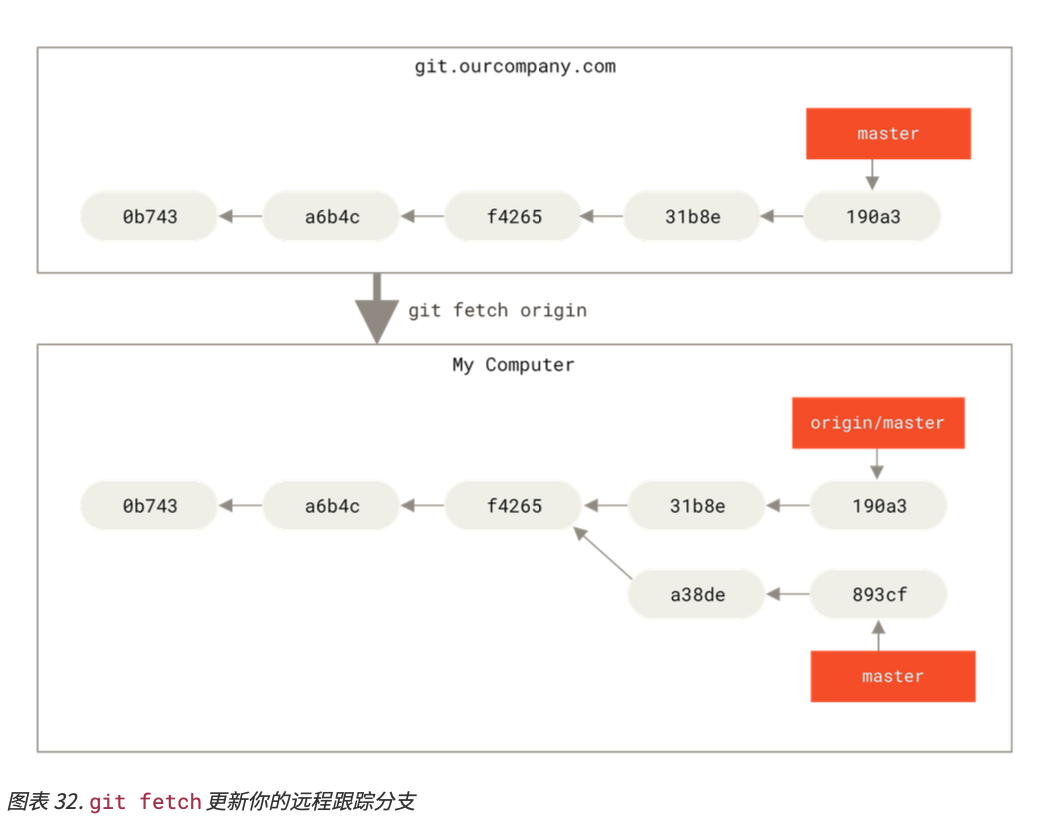 git.ourcompany.com
master
0b743 a6b4c f4265 31b8e 190a3
git fetch origin
My Computer
origin/master
0b743 a6b4c f4265 31b8e 190a3
a38de 893cf
master
图表 32. git fetch 更新你的远程跟踪分支